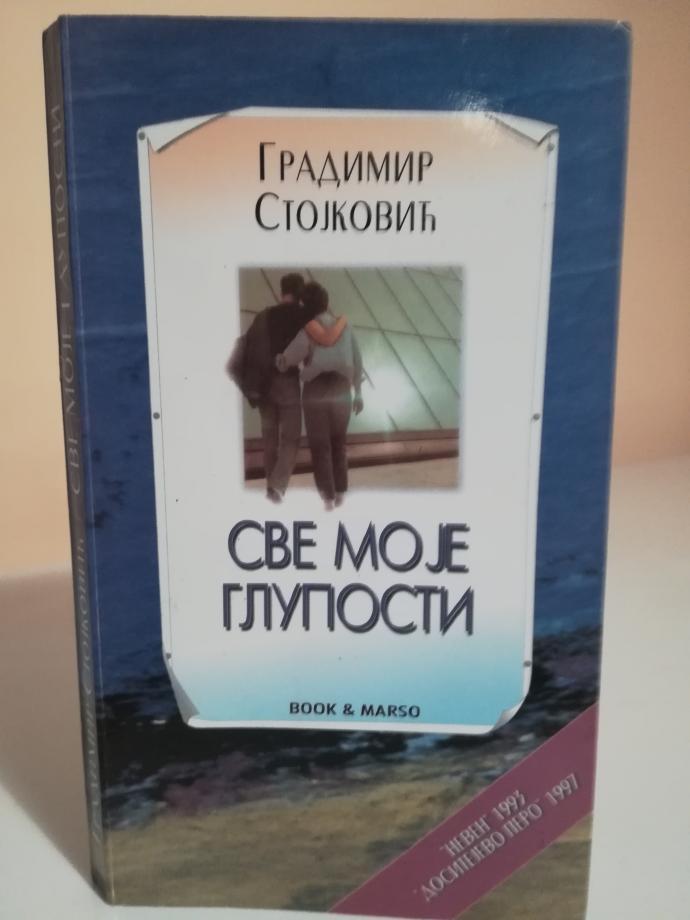 ГРАДИМИР
СТОЈКОВИЋ
СВЕ МОЈЕ
ГЛУПОСТИ
BOOK & MARSO
"НЕВЕН" 1993
"ДОСИТЕЈЕВО ПЕРО" 1997
ГРАДИМИР СТОЈКОВИЋ - СВЕ МОЈЕ ГЛУПОСТИ